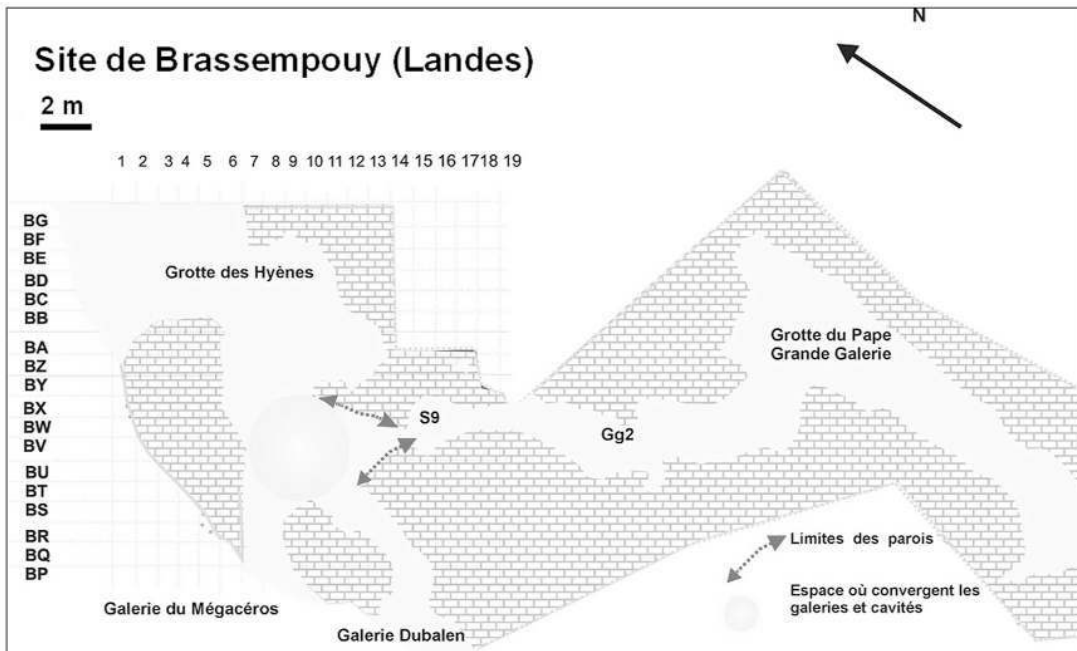 N
Site de Brassempouy (Landes)
2 m
1 2 3 4 5 6 7 8 9 10 11 12 13 14 15 16 17 18 19
BG
BF
BE
BD
BC
BB
BA
BZ
BY
BX
BW
BV
BU
BT
BS
BR
BQ
BP
Grotte des Hyènes
Grotte du Pape
Grande Galerie
S9
Gg2
Limites des parois
Espace où convergent les
galeries et cavités
Galerie du Mégacéros
Galerie Dubalen